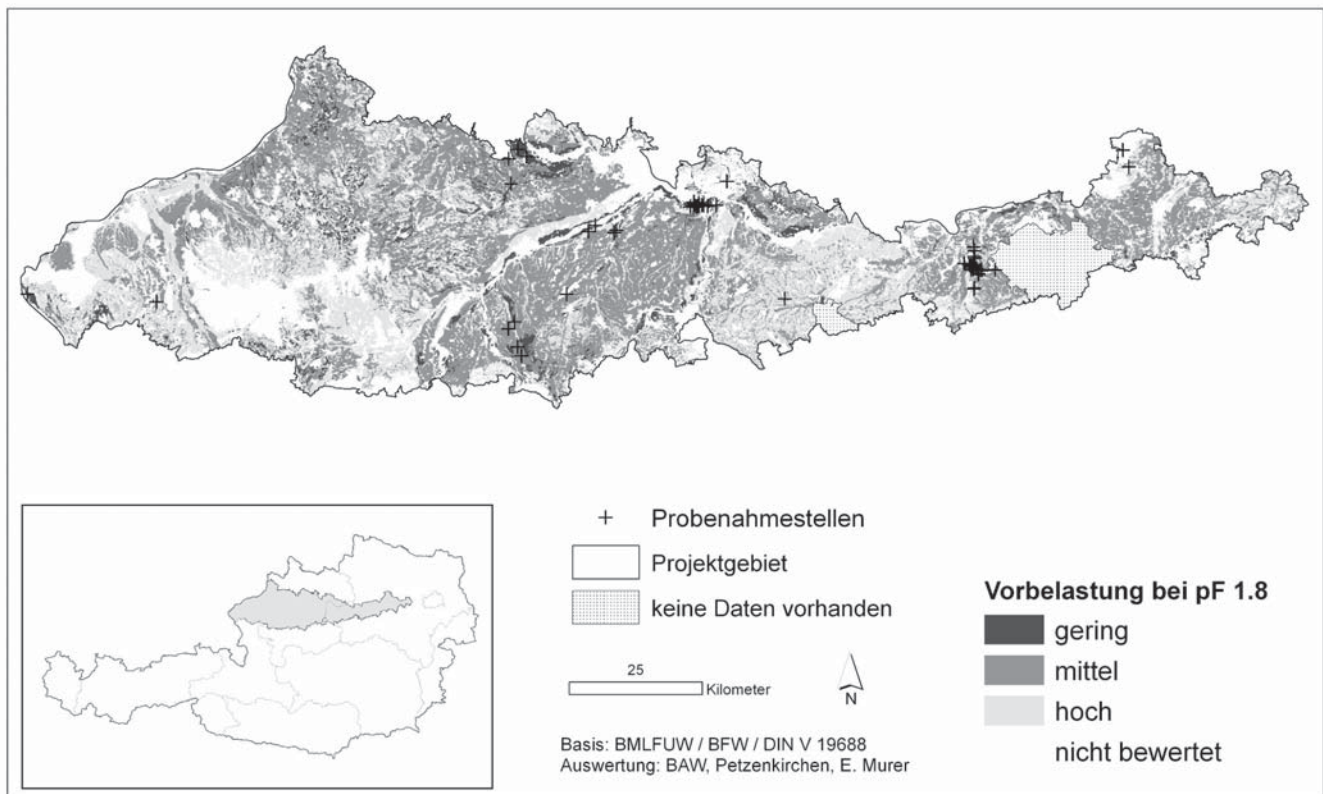 + Probenahmestellen
Projektgebiet
keine Daten vorhanden
25
Kilometer
N
Basis: BMLFUW / BFW / DIN V 19688
Auswertung: BAW, Petzenkirchen, E. Murer
Vorbelastung bei pF 1.8
gering
mittel
hoch
nicht bewertet